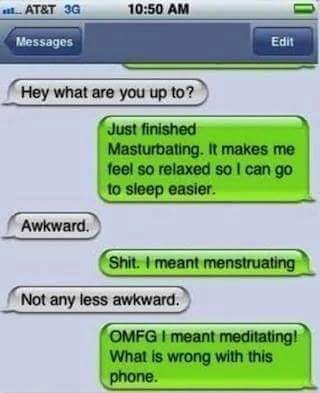 AT&T 3G 10:50 AM
Messages Edit
Hey what are you up to?
Just finished
Masturbating. It makes me
feel so relaxed so I can go
to sleep easier.
Awkward.
Shit. I meant menstruating
Not any less awkward.
OMFG I meant meditating!
What is wrong with this
phone.